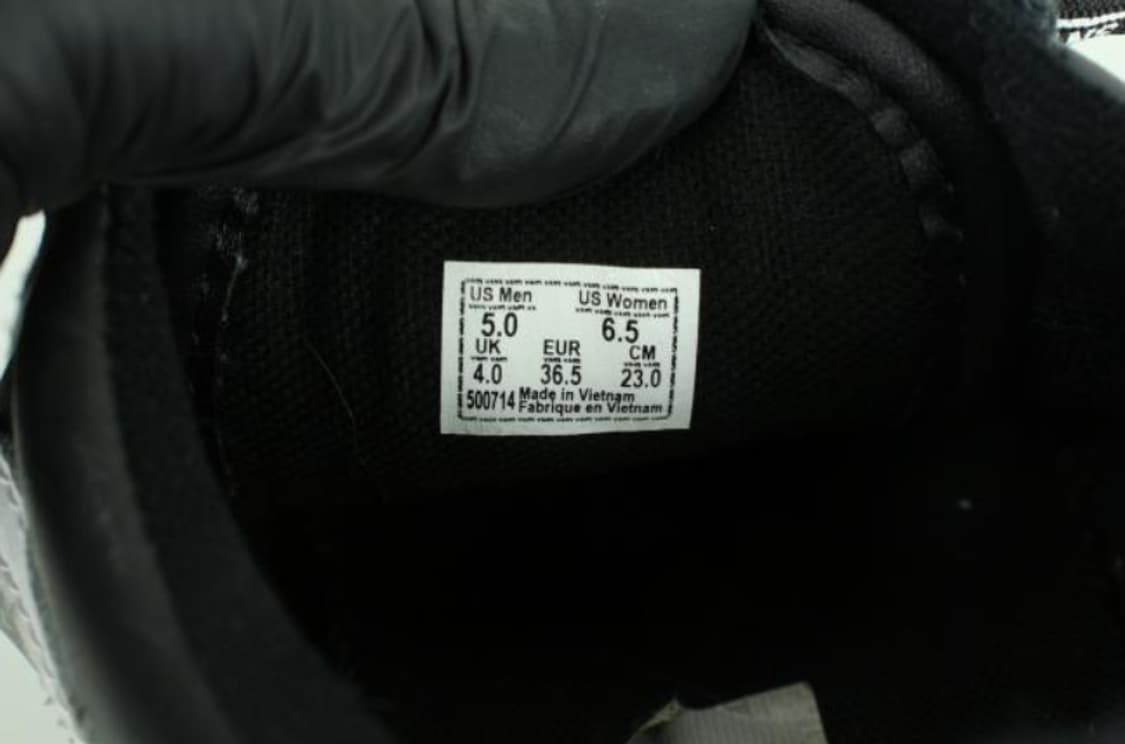 US Men US Women
5.0 6.5
UK EUR CM
4.0 36.5 23.0
500714 Made in Vietnam
Fabrique en Vietnam